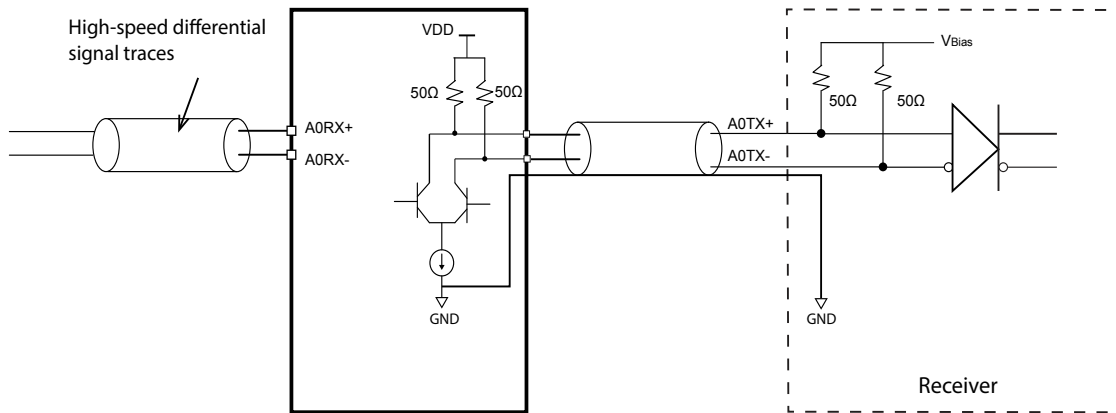 High-speed differential
signal traces
A0RX+
A0RX-
VDD
50Ω
50Ω
GND
A0TX+
A0TX-
VBias
50Ω
50Ω
GND
Receiver